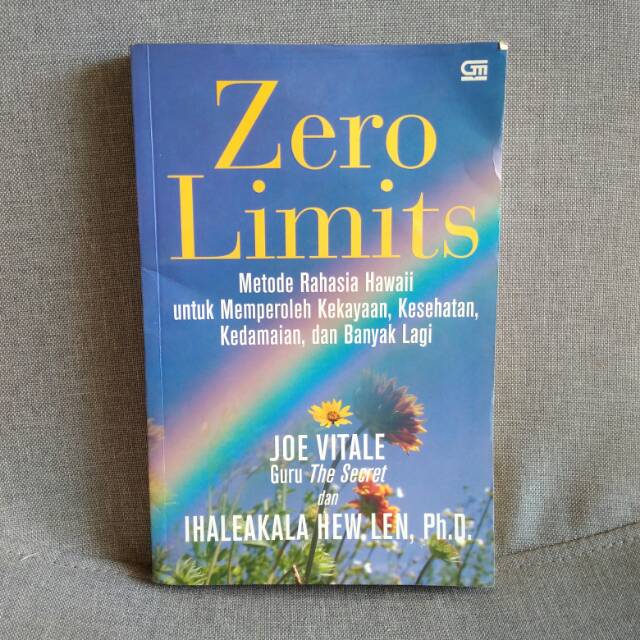 GM
Zero
Limits
Metode Rahasia Hawaii
untuk Memperoleh Kekayaan, Kesehatan,
Kedamaian, dan Banyak Lagi
JOE VITALE
Guru The Secret
dan
IHALEAKALA HEW. LEN, Ph.D.